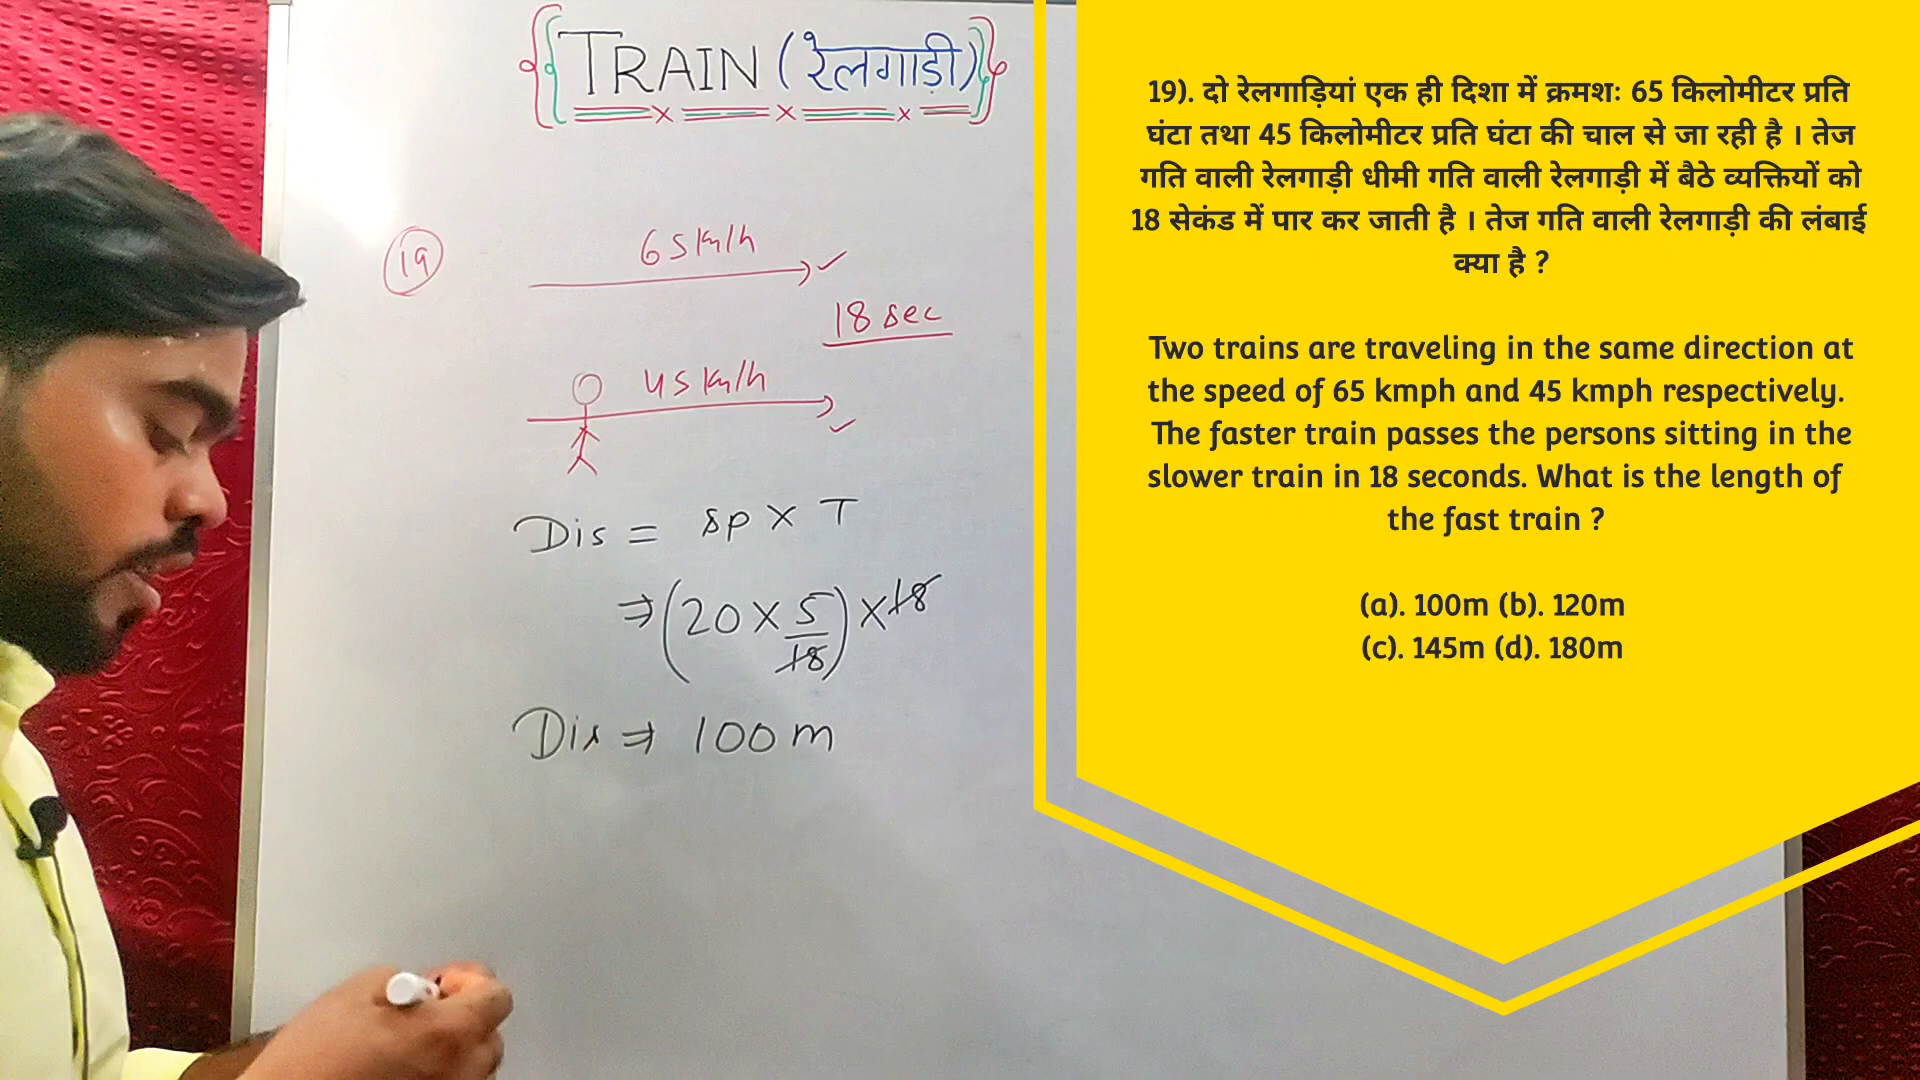 {{TRAIN (रेलगाड़ी)}}
19
65 km/h
18 sec
45 km/h
Dis = sp × T
⇒ (20 × 5/18) × 18
Dis ⇒ 100 m
19). दो रेलगाड़ियां एक ही दिशा में क्रमशः 65 किलोमीटर प्रति
घंटा तथा 45 किलोमीटर प्रति घंटा की चाल से जा रही है । तेज
गति वाली रेलगाड़ी धीमी गति वाली रेलगाड़ी में बैठे व्यक्तियों को
18 सेकंड में पार कर जाती है । तेज गति वाली रेलगाड़ी की लंबाई
क्या है ?
Two trains are traveling in the same direction at
the speed of 65 kmph and 45 kmph respectively.
The faster train passes the persons sitting in the
slower train in 18 seconds. What is the length of
the fast train ?
(a). 100m (b). 120m
(c). 145m (d). 180m